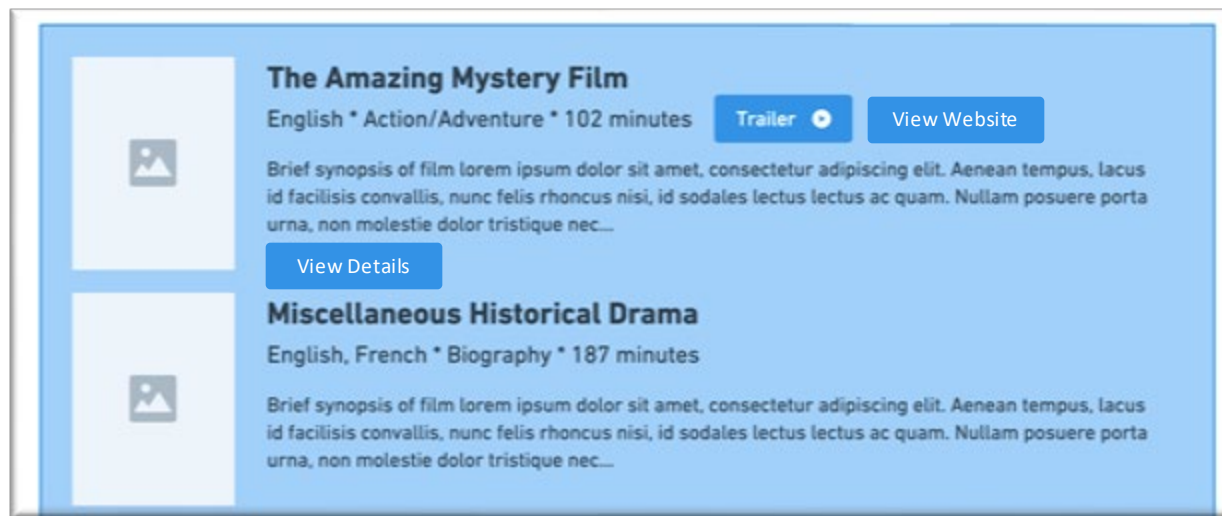 The Amazing Mystery Film
English * Action/Adventure * 102 minutes Trailer View Website
Brief synopsis of film lorem ipsum dolor sit amet, consectetur adipiscing elit. Aenean tempus, lacus
id facilisis convallis, nunc felis rhoncus nisi, id sodales lectus lectus ac quam. Nullam posuere porta
urna, non molestie dolor tristique nec...
View Details
Miscellaneous Historical Drama
English, French * Biography * 187 minutes
Brief synopsis of film lorem ipsum dolor sit amet, consectetur adipiscing elit. Aenean tempus, lacus
id facilisis convallis, nunc felis rhoncus nisi, id sodales lectus lectus ac quam. Nullam posuere porta
urna, non molestie dolor tristique nec...